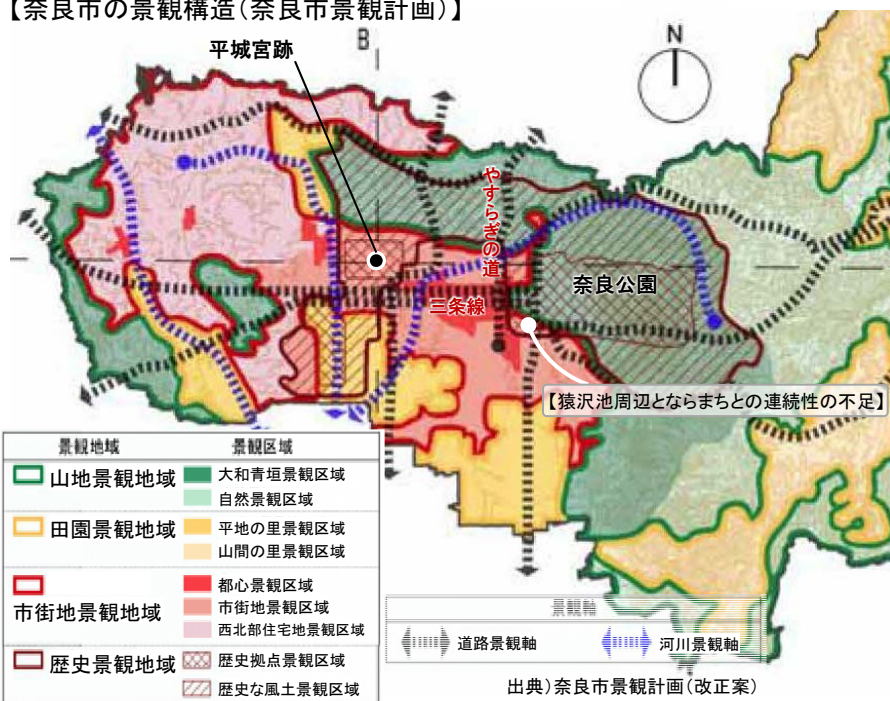 【奈良市の景観構造(奈良市景観計画)】
平城宮跡
B
N
やすらぎの道
奈良公園
三条線
【猿沢池周辺とならまちとの連続性の不足】
景観地域 景観区域
山地景観地域 大和青垣景観区域
自然景観区域
田園景観地域 平地の里景観区域
山間の里景観区域
市街地景観地域 都心景観区域
市街地景観区域
西北部住宅地景観区域
歴史景観地域 歴史拠点景観区域
歴史な風土景観区域
景観軸
道路景観軸 河川景観軸
出典)奈良市景観計画(改正案)